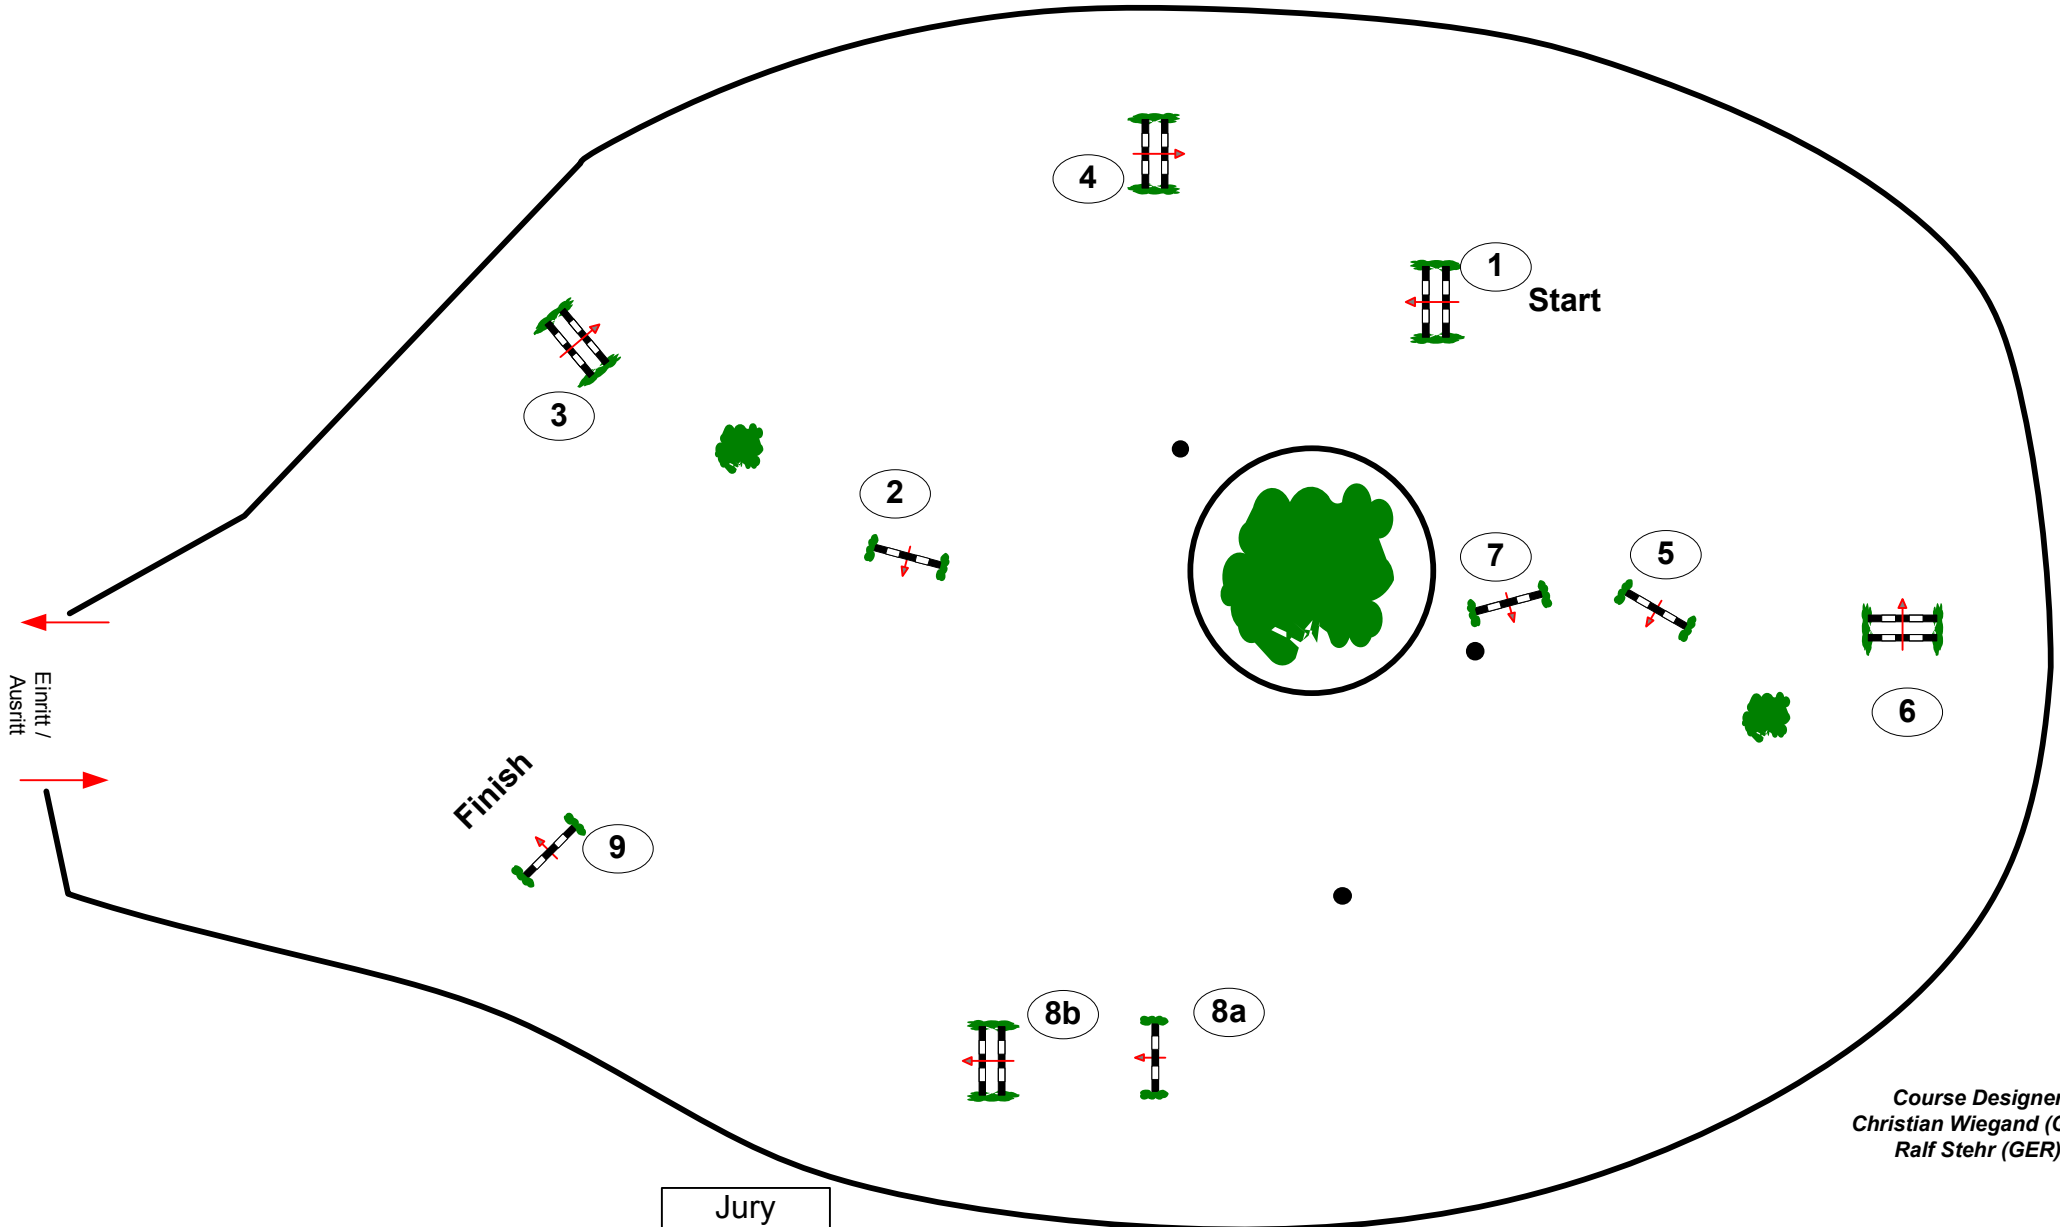 4
1
Start
3
2
7
5
6
Einritt /
Ausritt
Finish
9
8b
8a
Course Designer
Christian Wiegand (
Ralf Stehr (GER)
Jury